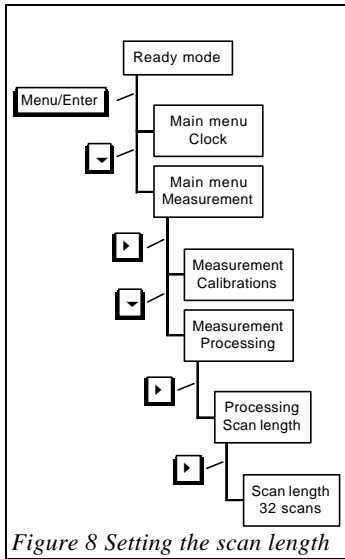 Ready mode
Menu/Enter
Main menu
Clock
Main menu
Measurement
Measurement
Calibrations
Measurement
Processing
Processing
Scan length
Scan length
32 scans
Figure 8 Setting the scan length